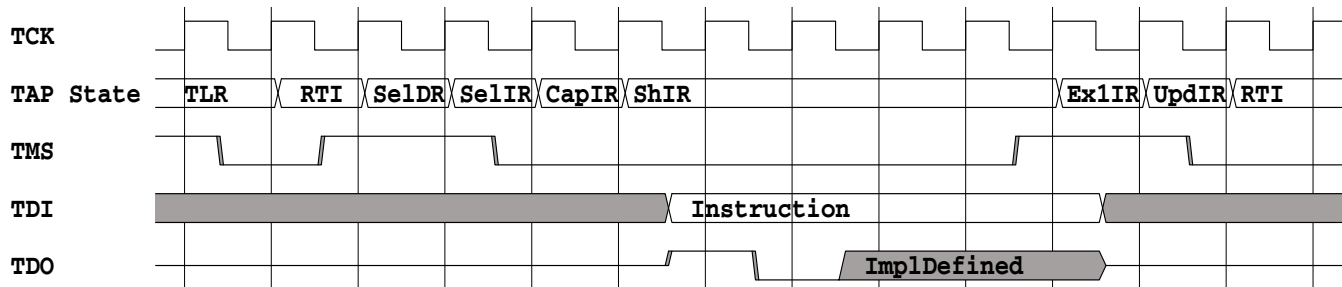 TCK
TAP State TLR RTI SelDR SelIR CapIR ShIR Ex1IR UpdIR RTI
TMS
TDI Instruction
TDO ImplDefined